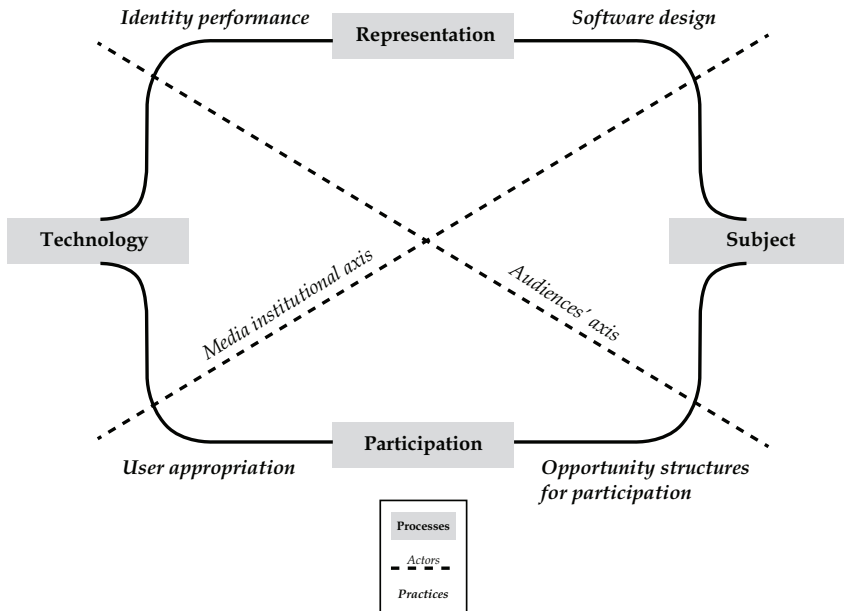 Identity performance
Representation
Software design
Technology
Subject
Media institutional axis
Audiences' axis
Participation
User appropriation
Opportunity structures
for participation
Processes
Actors
Practices